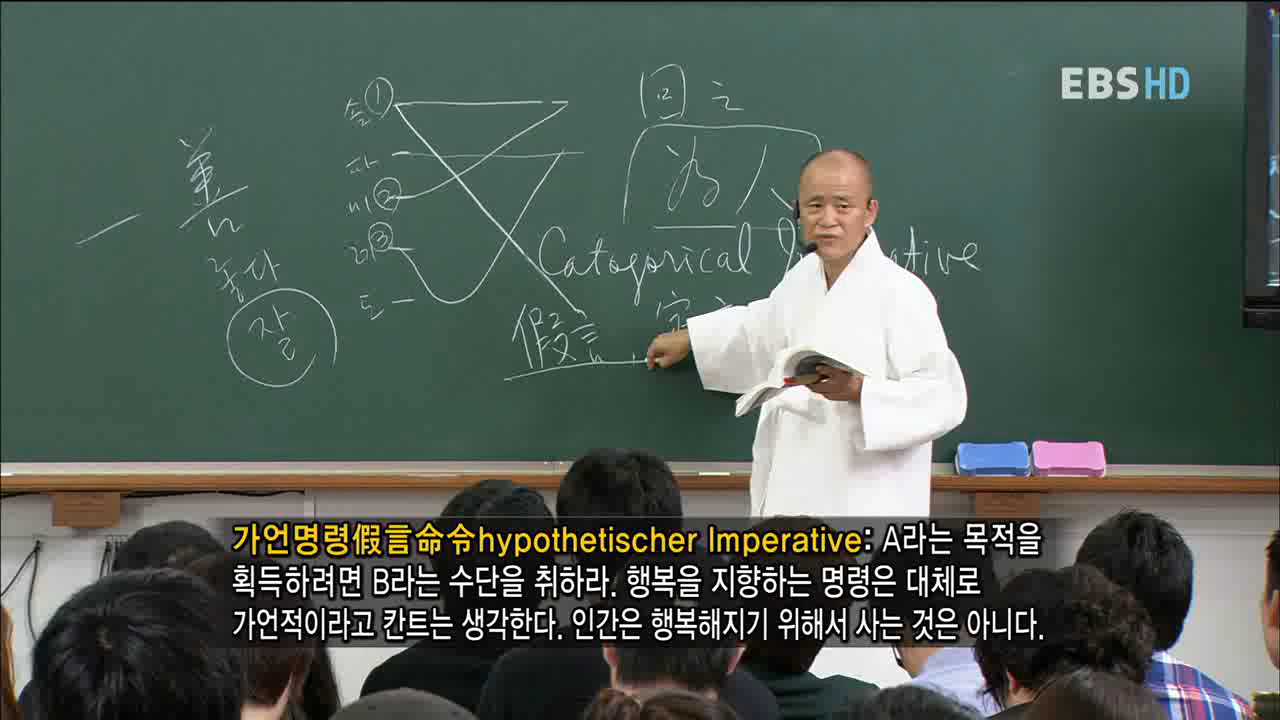 EBS HD
善
좋다
잘
솔 ①
파
미 ②
레 ③
도
回 之
為人
Catogorical
ative
假言
가언명령假言命令hypothetischer Imperative: A라는 목적을
획득하려면 B라는 수단을 취하라. 행복을 지향하는 명령은 대체로
가언적이라고 칸트는 생각한다. 인간은 행복해지기 위해서 사는 것은 아니다.